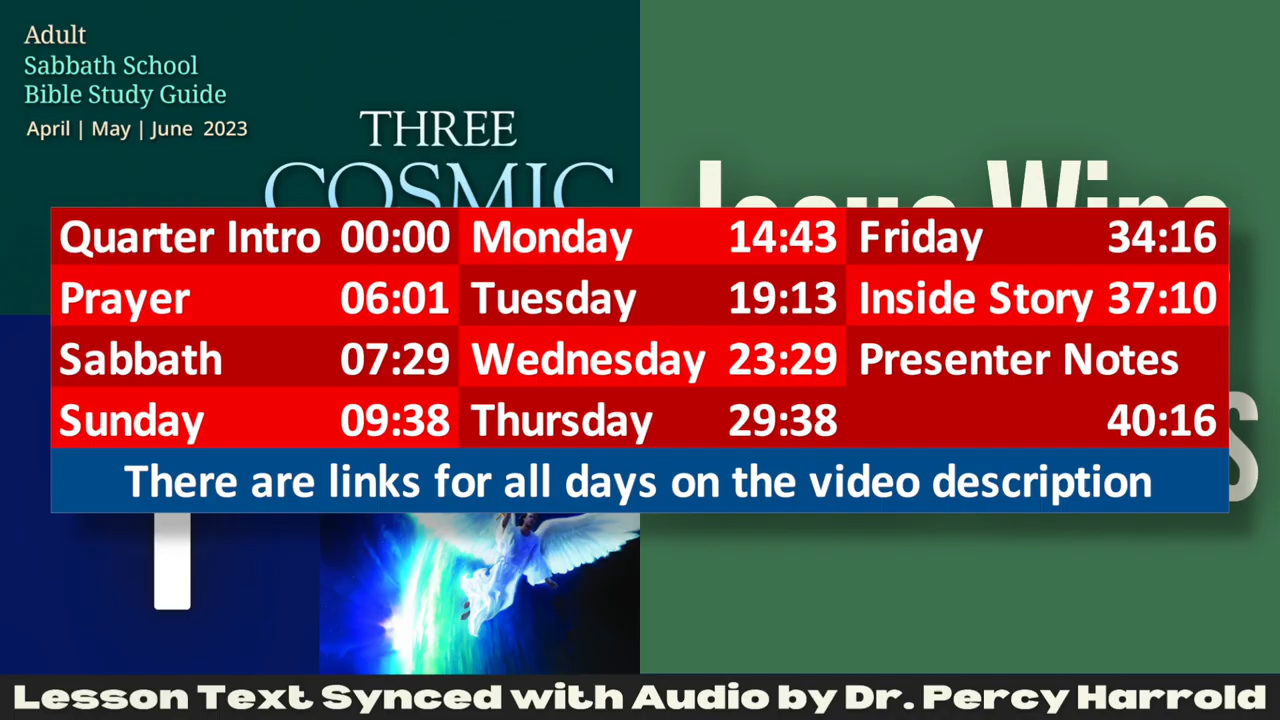 Adult
Sabbath School
Bible Study Guide
April | May | June 2023
THREE
COSMIC
Jesus Wins
Quarter Intro 00:00 Monday 14:43 Friday 34:16
Prayer 06:01 Tuesday 19:13 Inside Story 37:10
Sabbath 07:29 Wednesday 23:29 Presenter Notes
Sunday 09:38 Thursday 29:38 40:16
There are links for all days on the video description
Lesson Text Synced with Audio by Dr. Percy Harrold